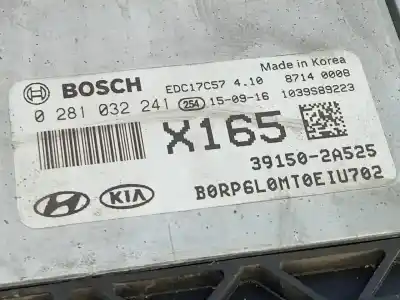 BOSCH EDC17C57 4.10 Made in Korea
8714 0008
0 281 032 241 254 15-09-16 1039S89223
X165
39150-2A525
KIA B0RP6L0MT0EIU702